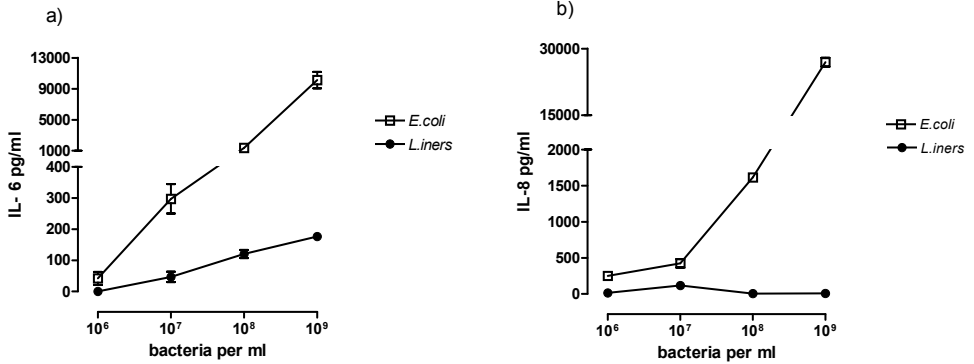 a)
13000
9000
5000
1000
400
300
200
100
0
IL- 6 pg/ml
10⁶ 10⁷ 10⁸ 10⁹
bacteria per ml
E.coli
L.iners
b)
30000
15000
2000
1500
1000
500
0
IL-8 pg/ml
10⁶ 10⁷ 10⁸ 10⁹
bacteria per ml
E.coli
L.iners